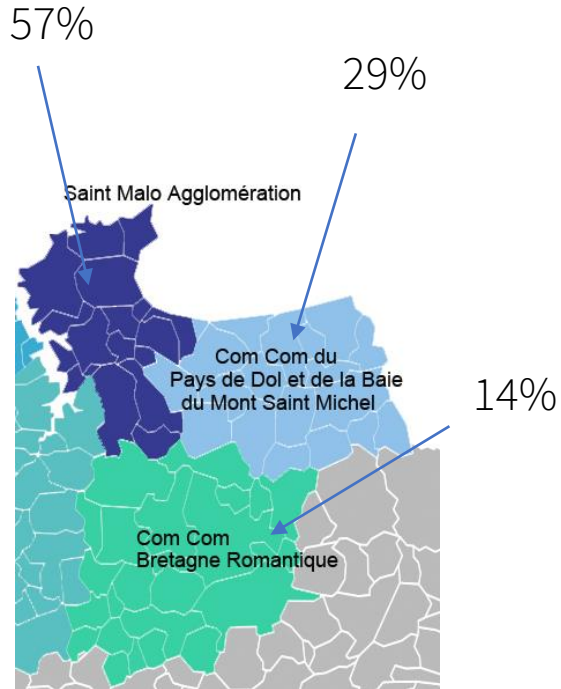 57%
29%
Saint Malo Agglomération
Com Com du
Pays de Dol et de la Baie
du Mont Saint Michel
14%
Com Com
Bretagne Romantique